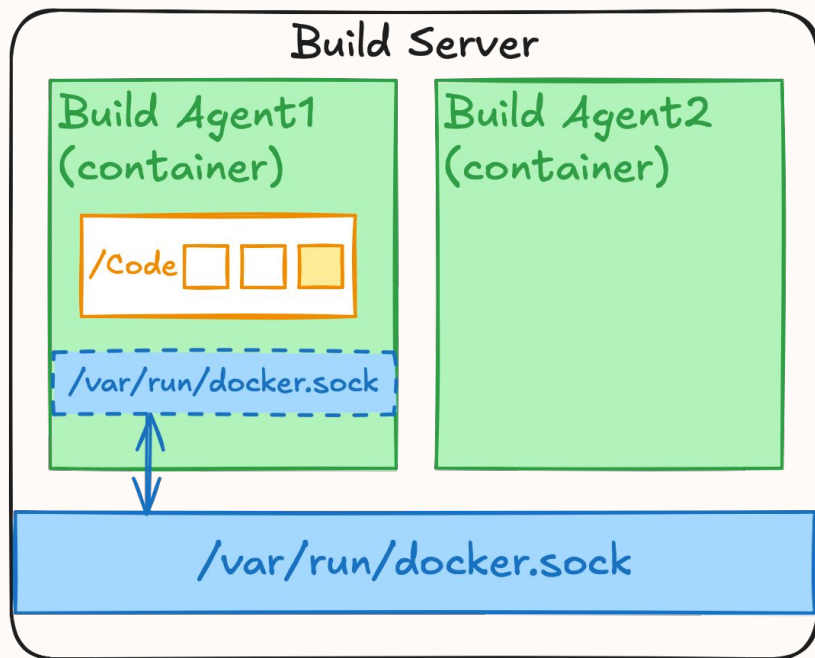 Build Server
Build Agent1
(container)
/Code
/var/run/docker.sock
Build Agent2
(container)
/var/run/docker.sock